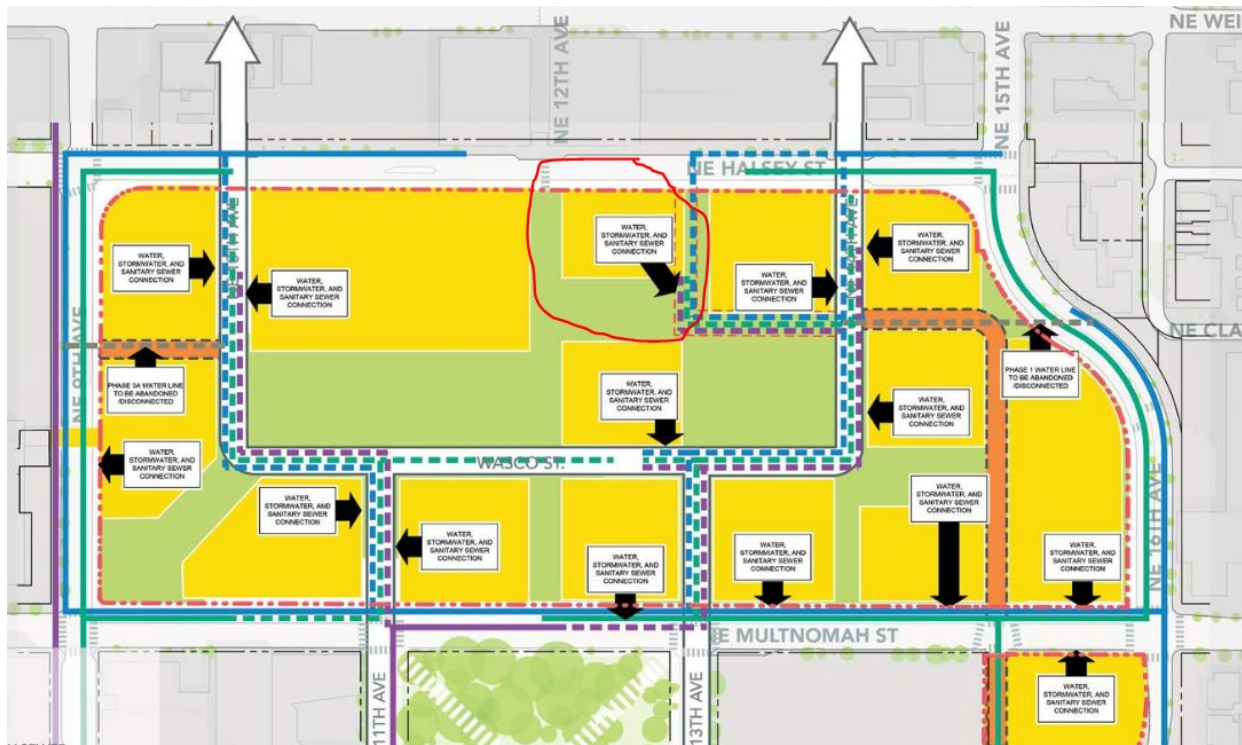 NE WEI
NE 12TH AVE
NE 15TH AVE
NE HALSEY ST
WATER,
STORMWATER, AND
SANITARY SEWER
CONNECTION
WATER,
STORMWATER, AND
SANITARY SEWER
CONNECTION
WATER,
STORMWATER, AND
SANITARY SEWER
CONNECTION
WATER,
STORMWATER, AND
SANITARY SEWER
CONNECTION
WATER,
STORMWATER, AND
SANITARY SEWER
CONNECTION
NE 9TH AVE
NE CLA
PHASE 3A WATER LINE
TO BE ABANDONED
/DISCONNECTED
WATER,
STORMWATER, AND
SANITARY SEWER
CONNECTION
WATER,
STORMWATER, AND
SANITARY SEWER
CONNECTION
PHASE 1 WATER LINE
TO BE ABANDONED
/DISCONNECTED
WATER,
STORMWATER, AND
SANITARY SEWER
CONNECTION
WASCO ST.
WATER,
STORMWATER, AND
SANITARY SEWER
CONNECTION
WATER,
STORMWATER, AND
SANITARY SEWER
CONNECTION
WATER,
STORMWATER, AND
SANITARY SEWER
CONNECTION
WATER,
STORMWATER, AND
SANITARY SEWER
CONNECTION
WATER,
STORMWATER, AND
SANITARY SEWER
CONNECTION
WATER,
STORMWATER, AND
SANITARY SEWER
CONNECTION
NE 16TH AVE
NE MULTNOMAH ST
11TH AVE
13TH AVE
WATER,
STORMWATER, AND
SANITARY SEWER
CONNECTION